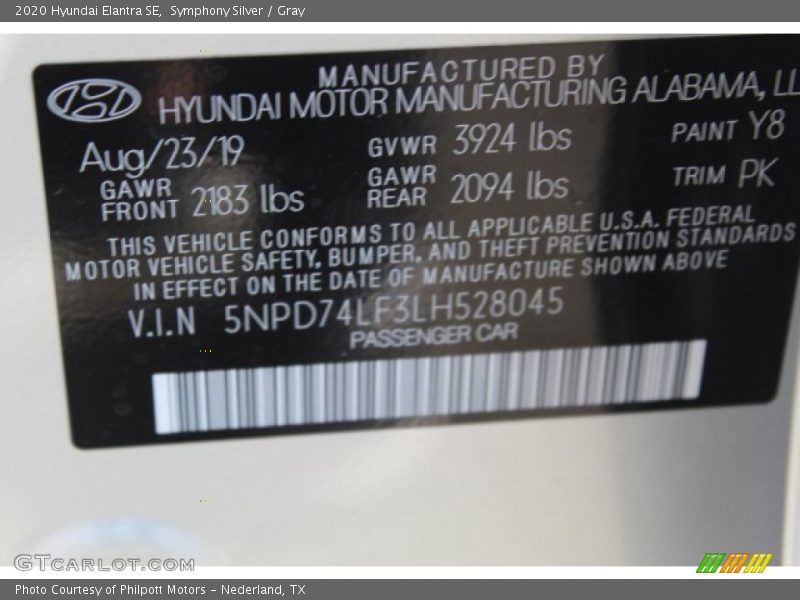 2020 Hyundai Elantra SE, Symphony Silver / Gray
MANUFACTURED BY
HYUNDAI MOTOR MANUFACTURING ALABAMA, LL
Aug/23/19 GVWR 3924 lbs PAINT Y8
GAWR FRONT 2183 lbs GAWR REAR 2094 lbs TRIM PK
THIS VEHICLE CONFORMS TO ALL APPLICABLE U.S.A. FEDERAL
MOTOR VEHICLE SAFETY, BUMPER, AND THEFT PREVENTION STANDARDS
IN EFFECT ON THE DATE OF MANUFACTURE SHOWN ABOVE
V.I.N 5NPD74LF3LH528045
PASSENGER CAR
GTCARLOT.COM
Photo Courtesy of Philpott Motors - Nederland, TX